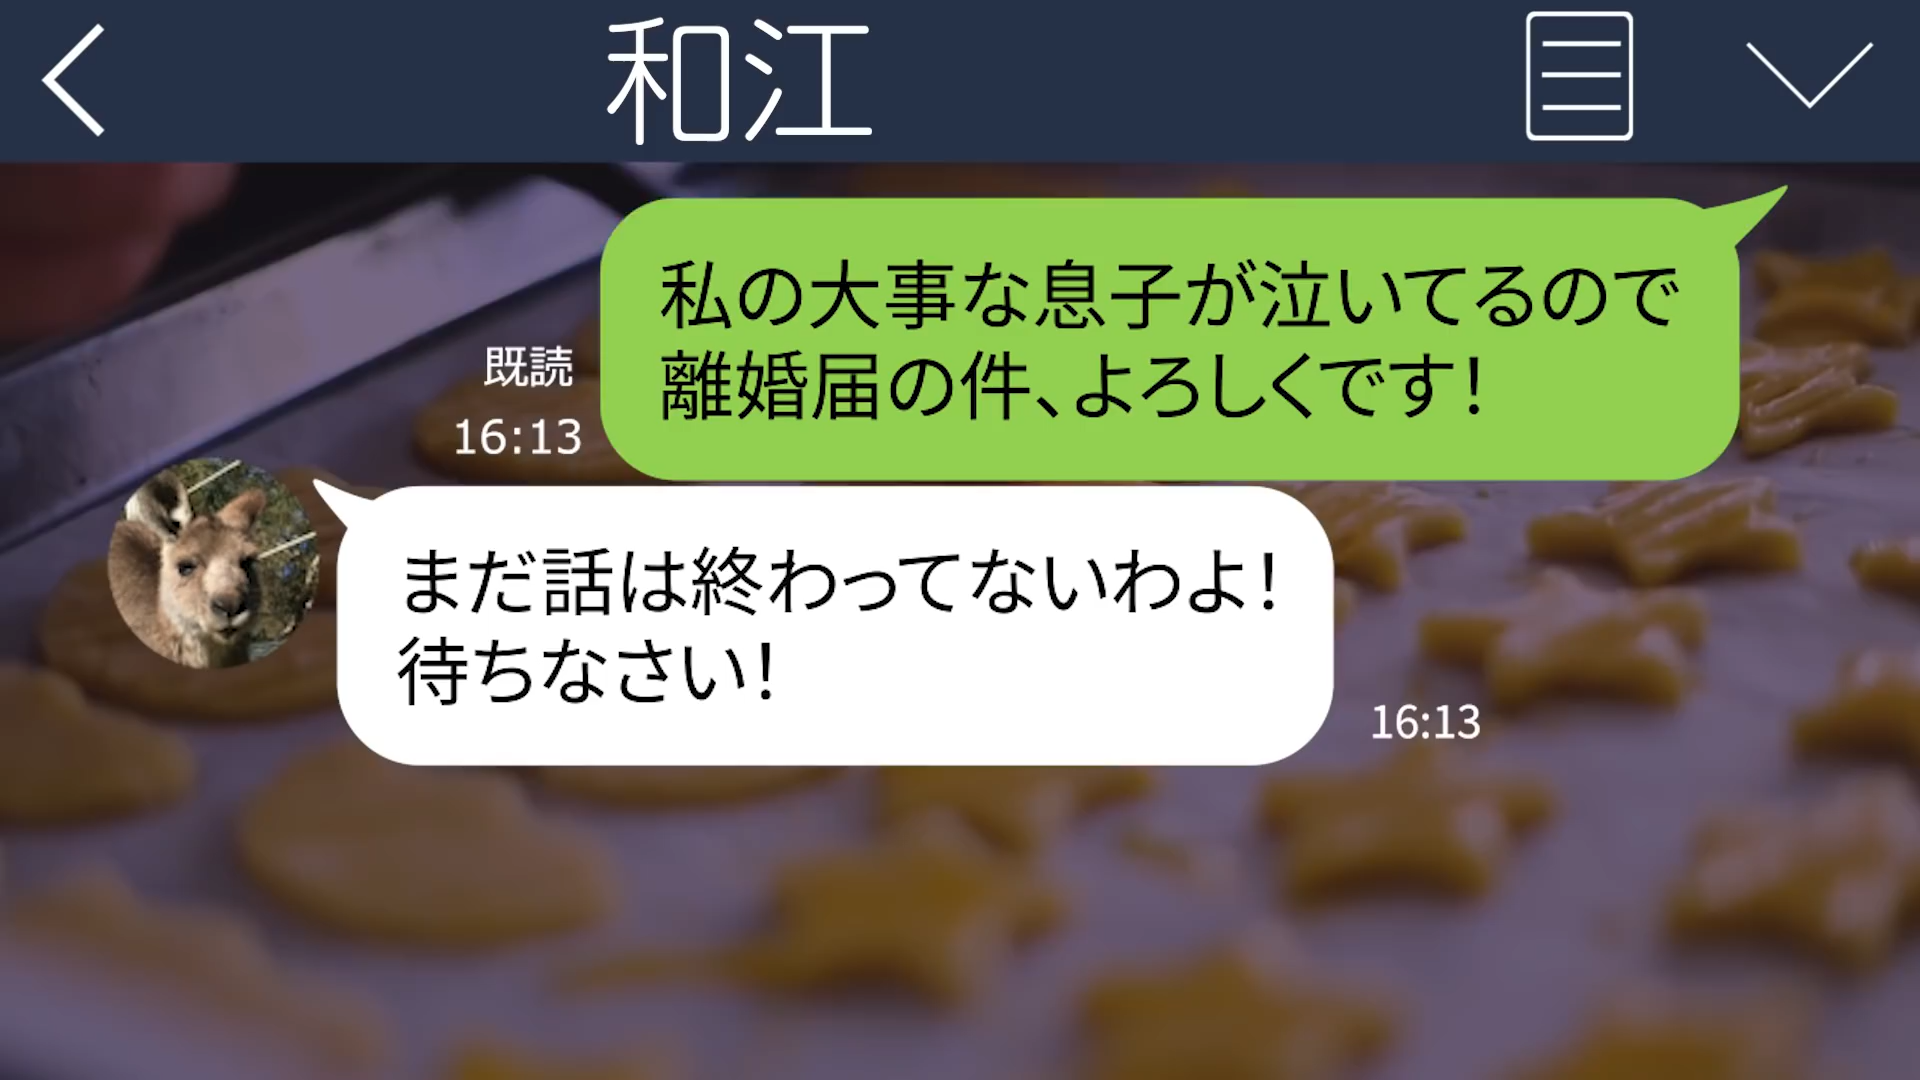 和江
私の大事な息子が泣いてるので
離婚届の件、よろしくです！
既読
16:13
まだ話は終わってないわよ！
待ちなさい！
16:13